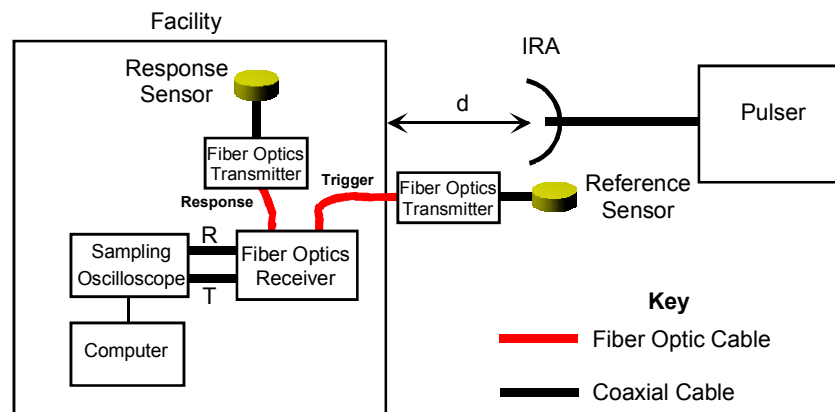 Facility
IRA
Response
Sensor
d
Pulser
Fiber Optics
Transmitter
Trigger
Response
Fiber Optics
Transmitter
Reference
Sensor
R
Sampling
Oscilloscope
T
Fiber Optics
Receiver
Computer
Key
Fiber Optic Cable
Coaxial Cable